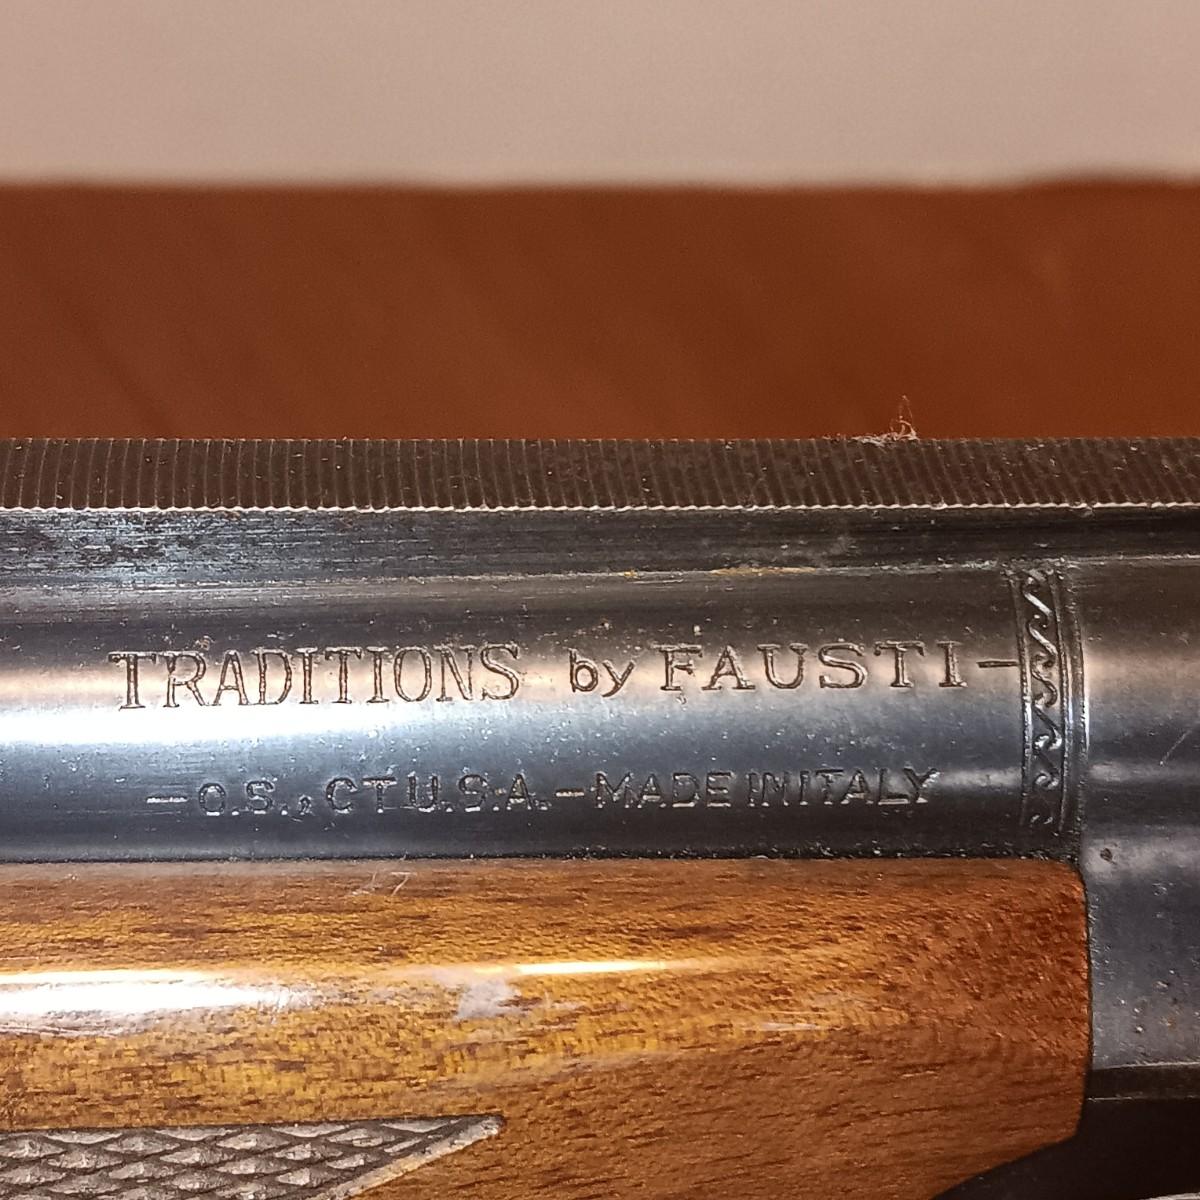 TRADITIONS by FAUSTI—
—O.S., CT U.S.A.—MADE IN ITALY